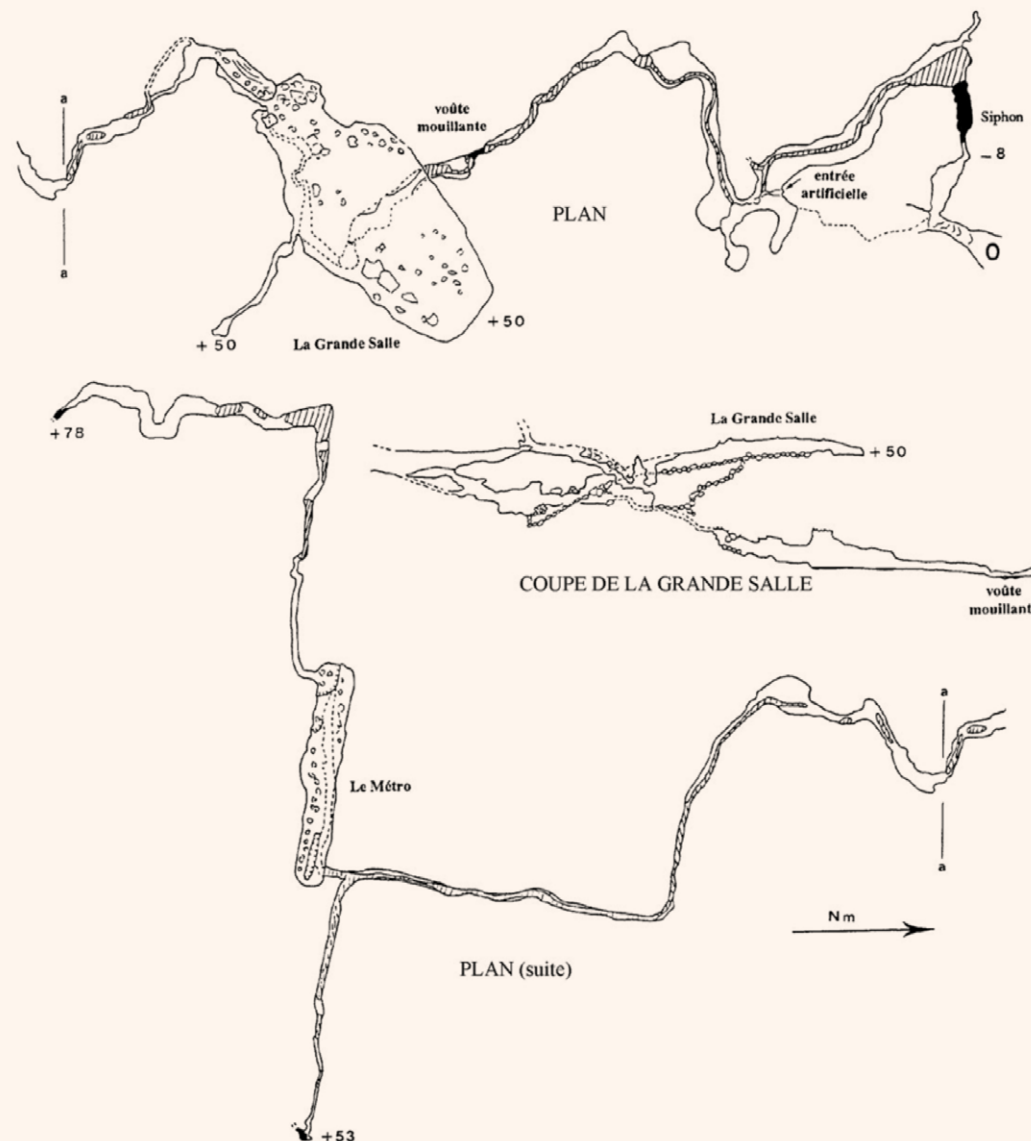 a
voûte
mouillante
Siphon
– 8
entrée
artificielle
PLAN
O
a
+ 50
La Grande Salle
+50
+78
La Grande Salle
+ 50
COUPE DE LA GRANDE SALLE
voûte
mouillant
a
Le Métro
a
N m
PLAN (suite)
+53